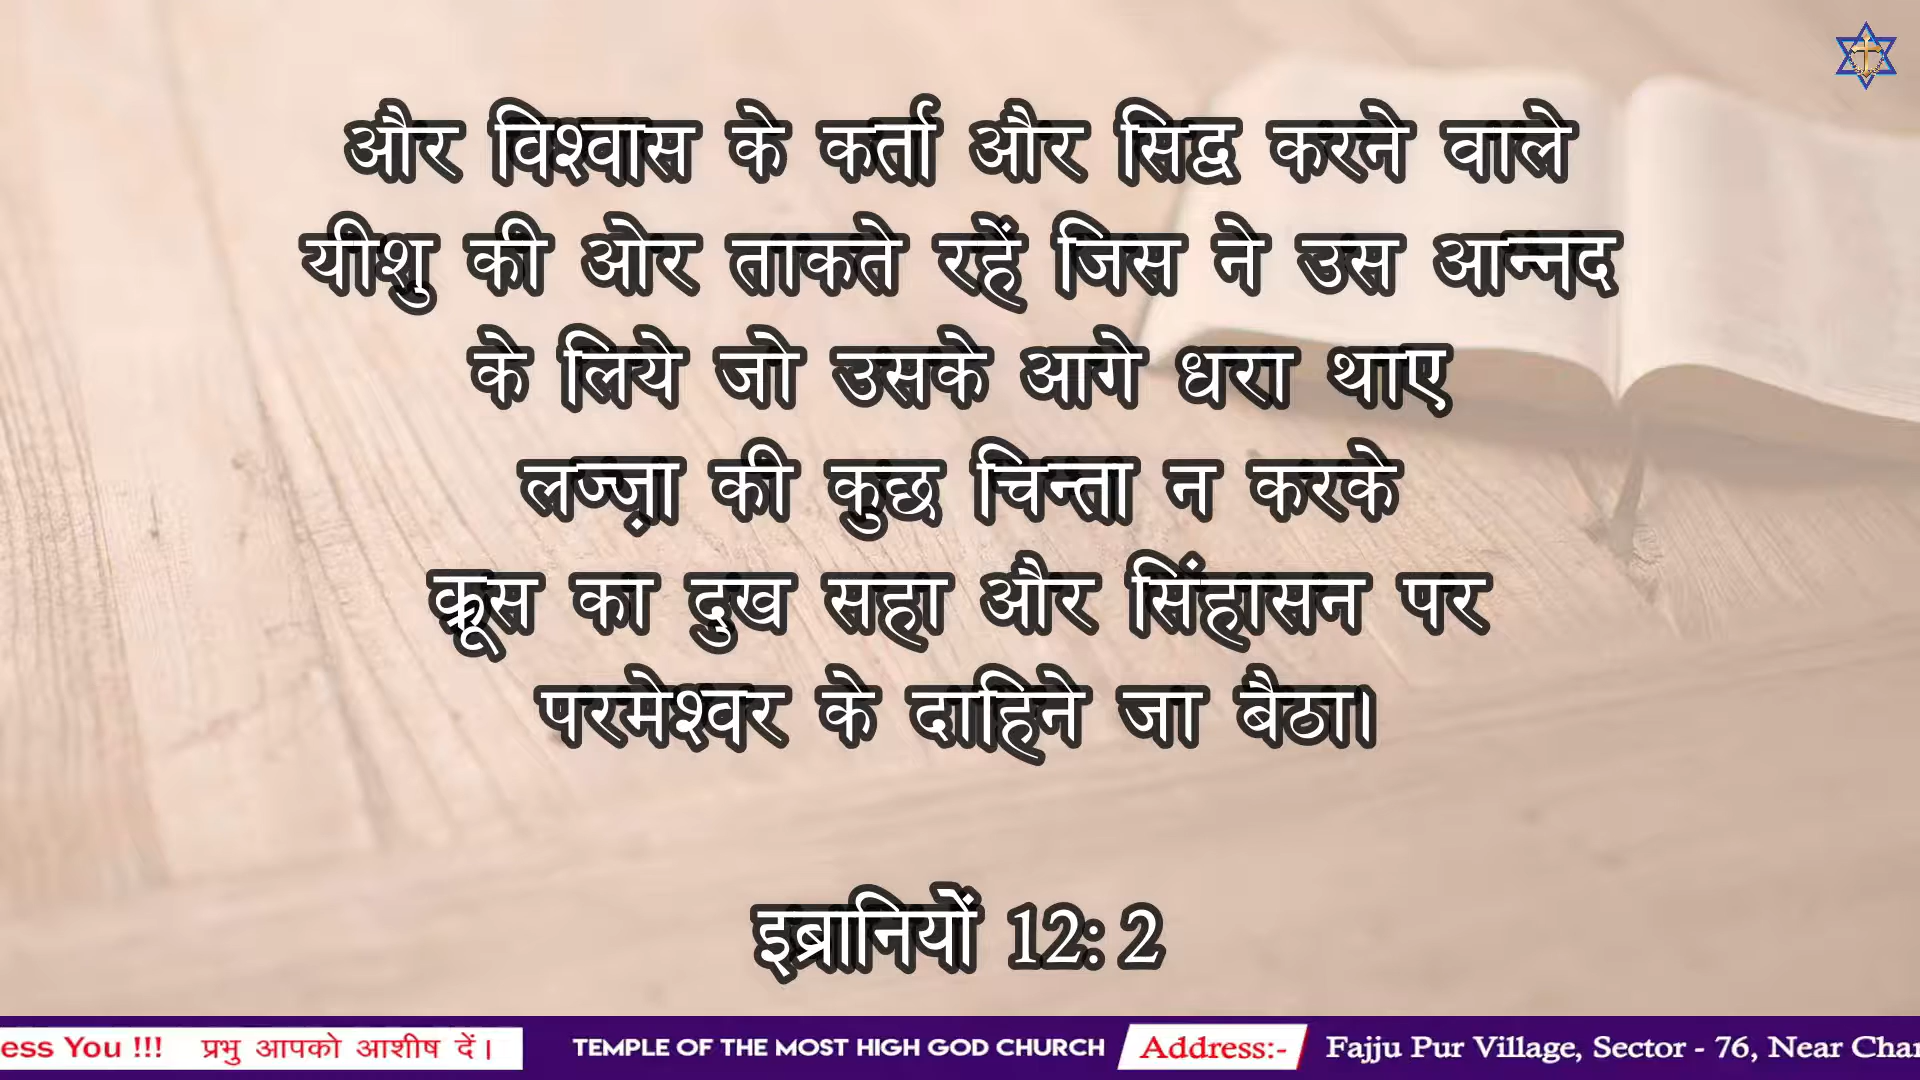 और विश्वास के कर्ता और सिद्व करने वाले
यीशु की ओर ताकते रहें जिस ने उस आन्नद
के लिये जो उसके आगे धरा थाए
लज्ज़ा की कुछ चिन्ता न करके
क्रूस का दुख सहा और सिंहासन पर
परमेश्वर के दाहिने जा बैठा।
इब्रानियों 12: 2
ess You !!! प्रभु आपको आशीष दें। TEMPLE OF THE MOST HIGH GOD CHURCH Address:- Fajju Pur Village, Sector - 76, Near Char